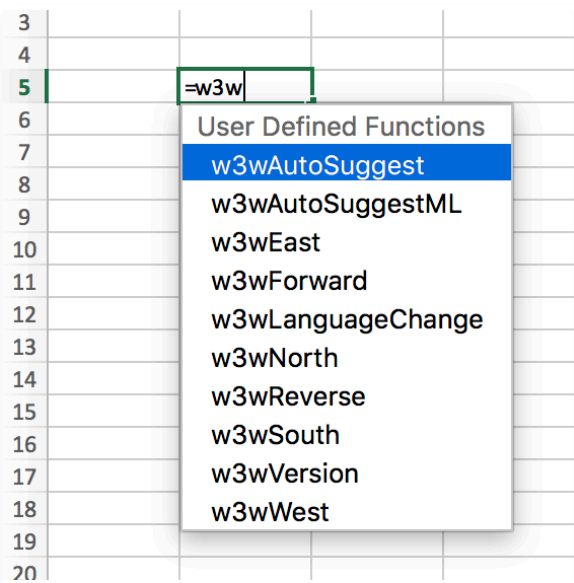 3
4
5 =w3w
6 User Defined Functions
7 w3wAutoSuggest
8 w3wAutoSuggestML
9 w3wEast
10 w3wForward
11 w3wLanguageChange
12 w3wNorth
13 w3wReverse
14 w3wSouth
15 w3wVersion
16 w3wWest
17
18
19
20